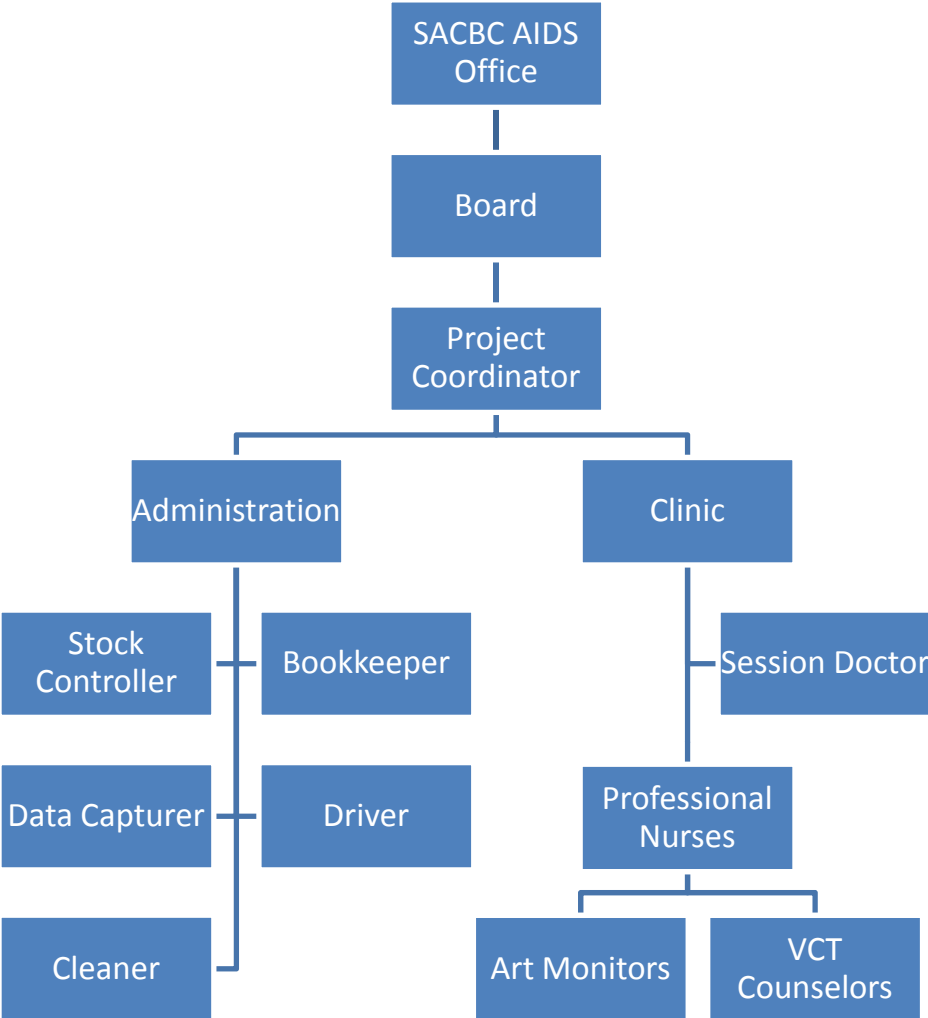 SACBC AIDS
Office
Board
Project
Coordinator
Administration
Clinic
Stock
Controller
Bookkeeper
Session Doctor
Data Capturer
Driver
Professional
Nurses
Cleaner
Art Monitors
VCT
Counselors